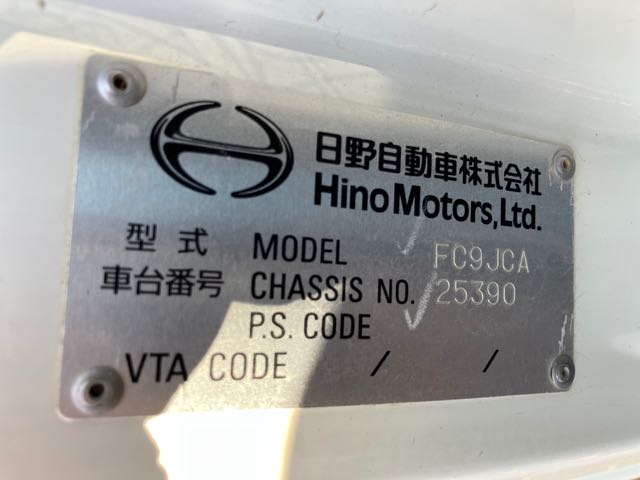 日野自動車株式会社
Hino Motors, Ltd.
型式 MODEL FC9JCA
車台番号 CHASSIS NO. 25390
P.S. CODE
VTA CODE / /